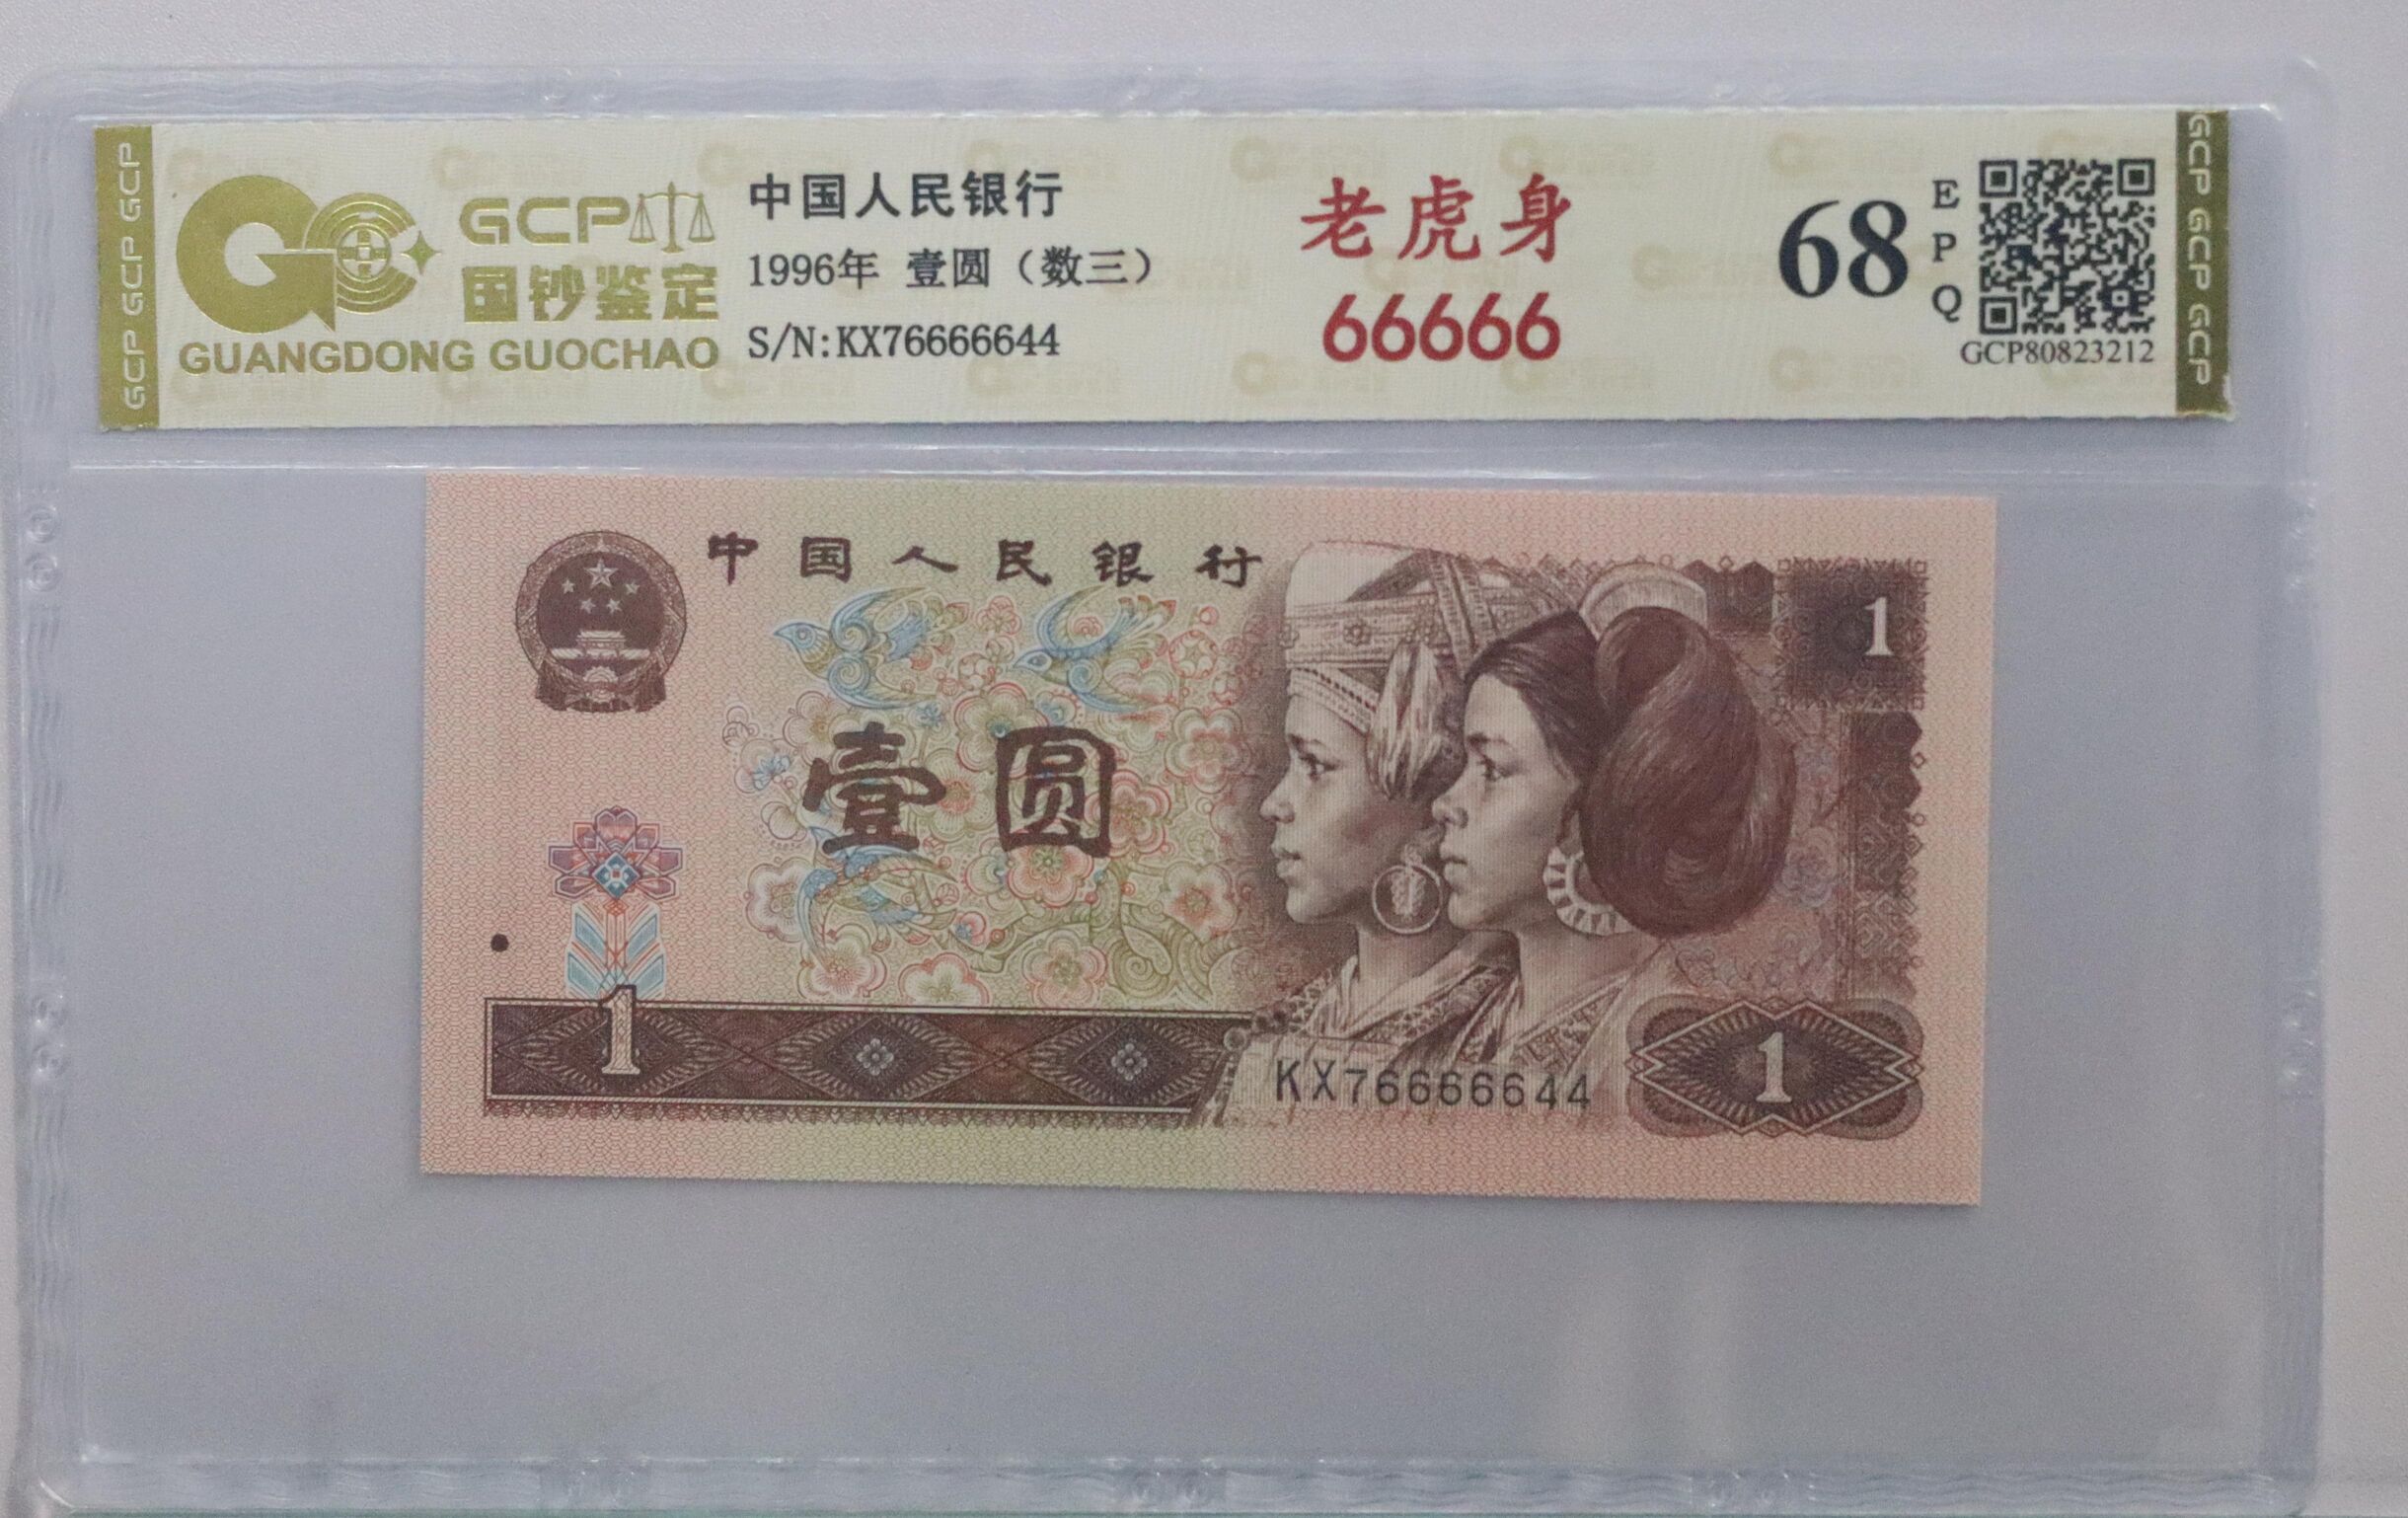 GCP GCP GCP
GCP
国钞鉴定
GUANGDONG GUOCHAO
中国人民银行
1996年 壹圆（数三）
S/N:KX76666644
老虎身
66666
68
E
P
Q
GCP80823212
GCP GCP GCP
中国人民银行
1
壹圆
1
KX76666644
1